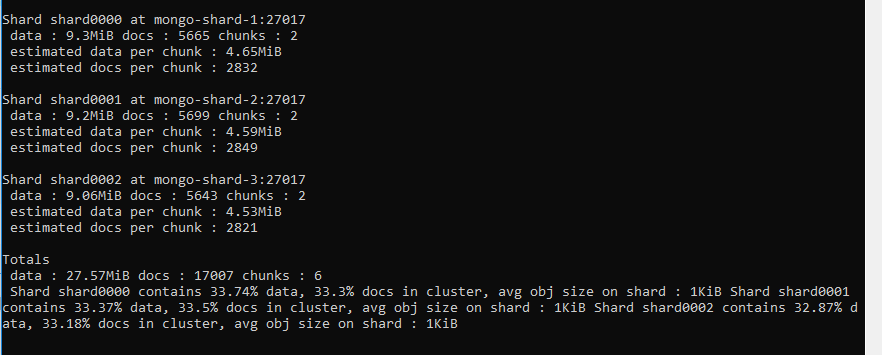 Shard shard0000 at mongo-shard-1:27017
data : 9.3MiB docs : 5665 chunks : 2
estimated data per chunk : 4.65MiB
estimated docs per chunk : 2832
Shard shard0001 at mongo-shard-2:27017
data : 9.2MiB docs : 5699 chunks : 2
estimated data per chunk : 4.59MiB
estimated docs per chunk : 2849
Shard shard0002 at mongo-shard-3:27017
data : 9.06MiB docs : 5643 chunks : 2
estimated data per chunk : 4.53MiB
estimated docs per chunk : 2821
Totals
data : 27.57MiB docs : 17007 chunks : 6
Shard shard0000 contains 33.74% data, 33.3% docs in cluster, avg obj size on shard : 1KiB Shard shard0001
contains 33.37% data, 33.5% docs in cluster, avg obj size on shard : 1KiB Shard shard0002 contains 32.87% d
ata, 33.18% docs in cluster, avg obj size on shard : 1KiB